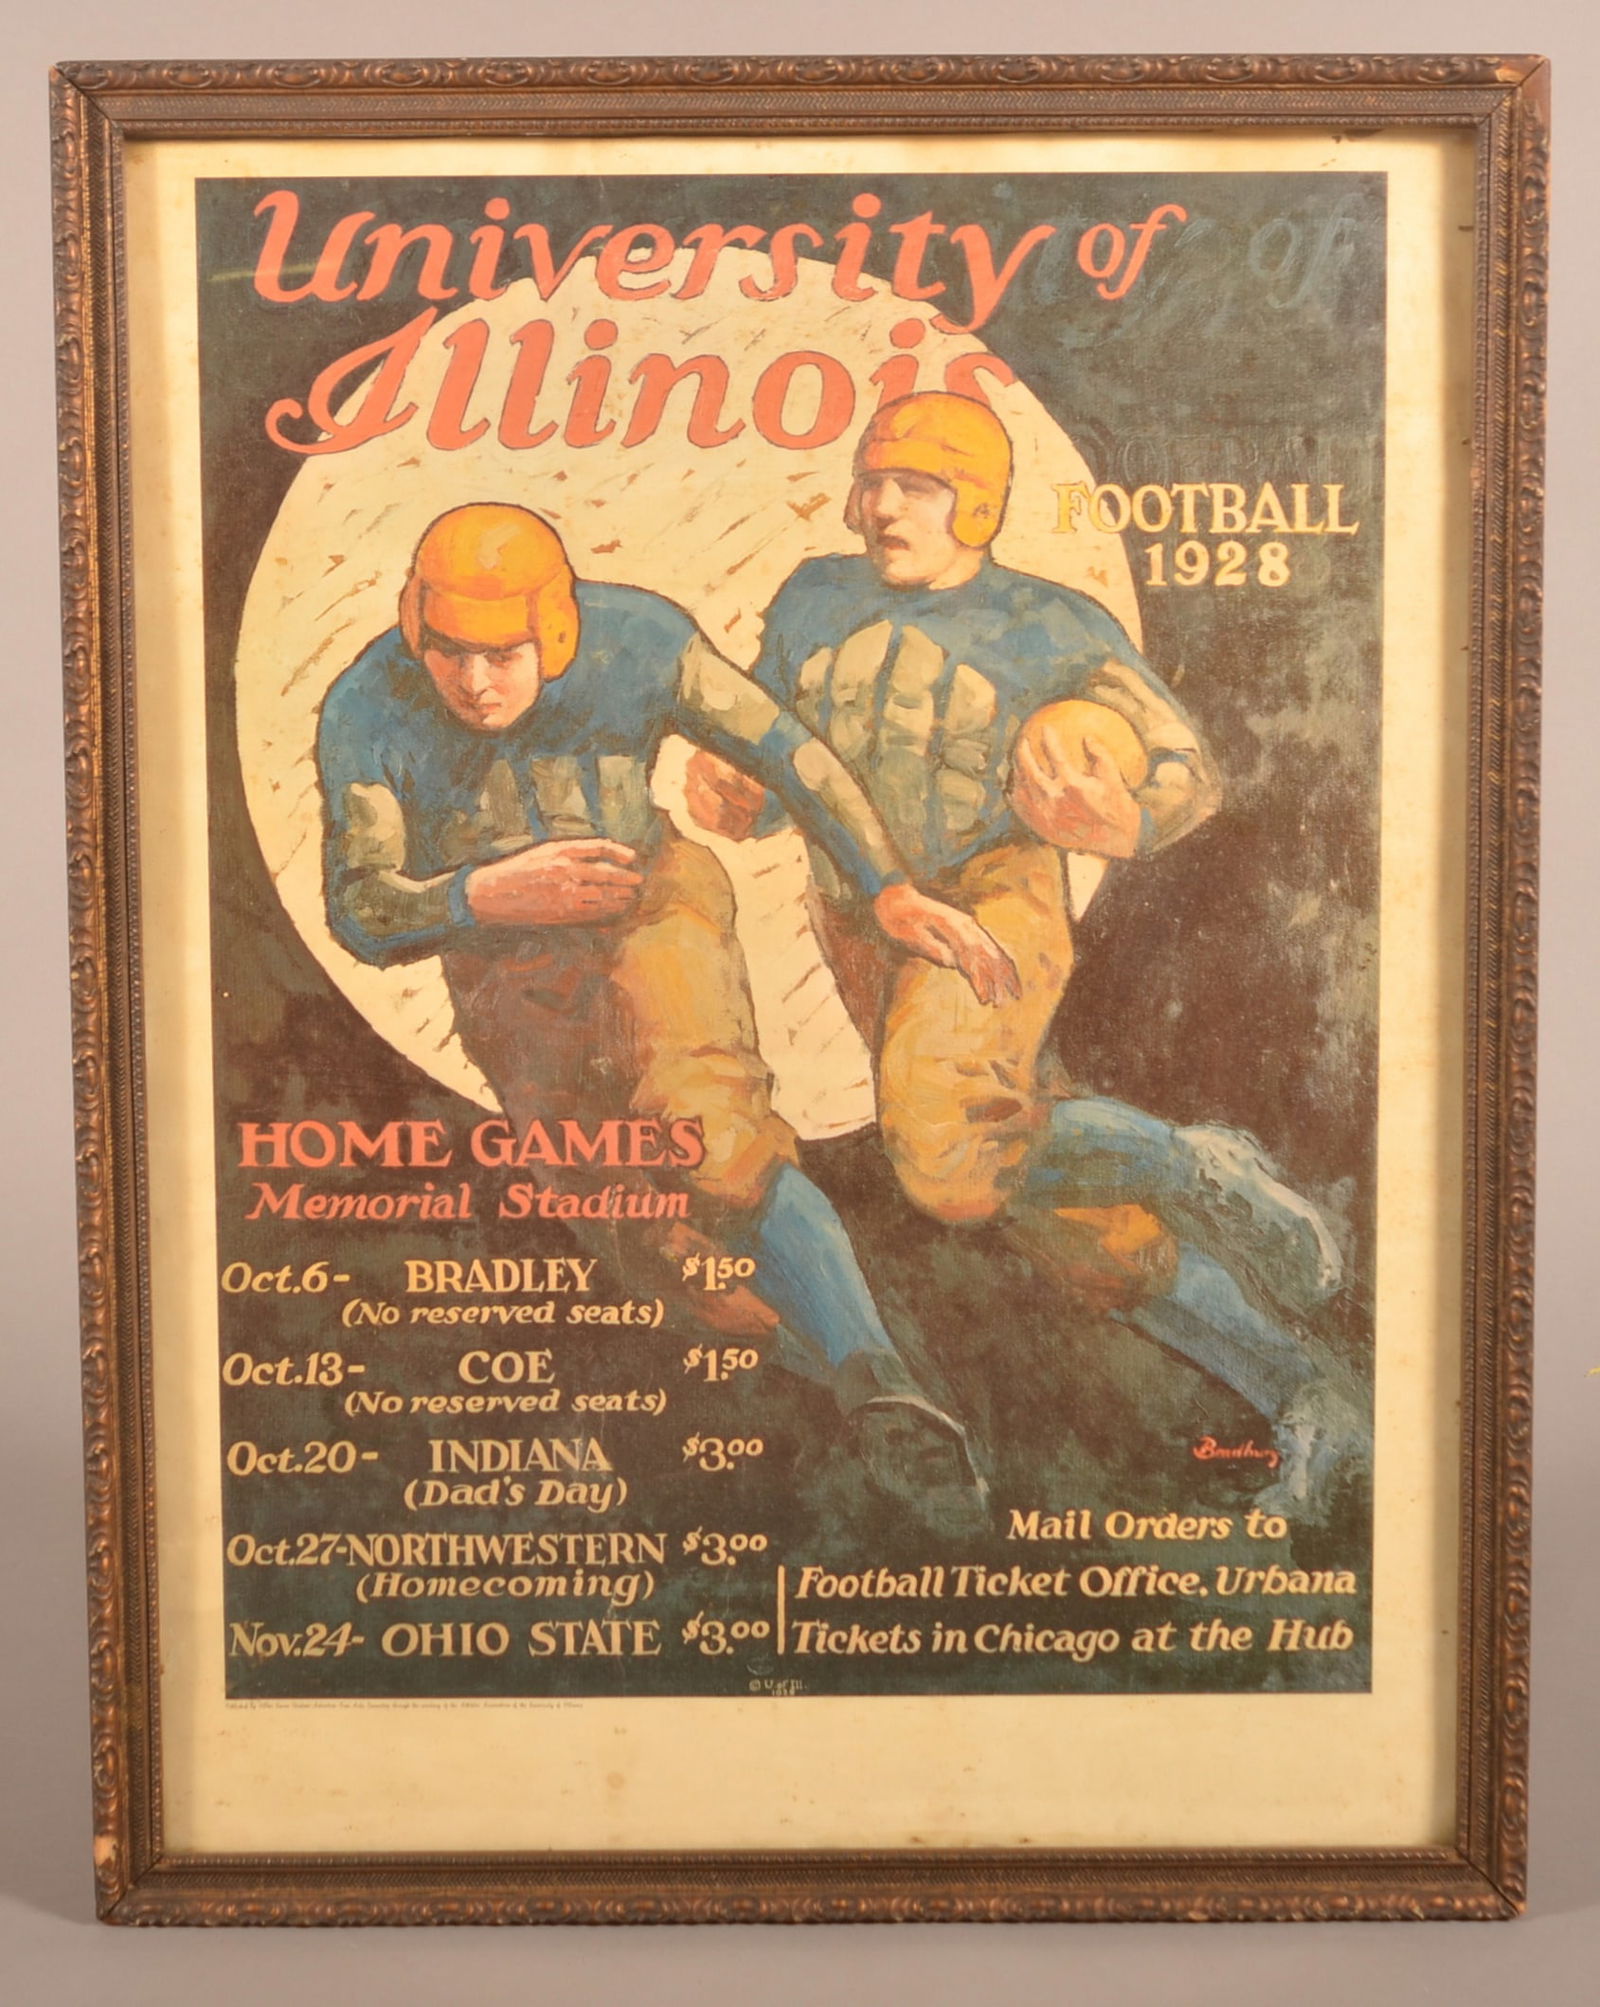 University of
Illinois
FOOTBALL
1928
HOME GAMES
Memorial Stadium
Oct.6- BRADLEY $1.50
(No reserved seats)
Oct.13- COE $1.50
(No reserved seats)
Oct.20- INDIANA $3.00
(Dad's Day)
Oct.27-NORTHWESTERN $3.00
(Homecoming)
Nov.24- OHIO STATE $3.00
Bradbury
Mail Orders to
Football Ticket Office, Urbana
Tickets in Chicago at the Hub
© U. of Ill.
1928